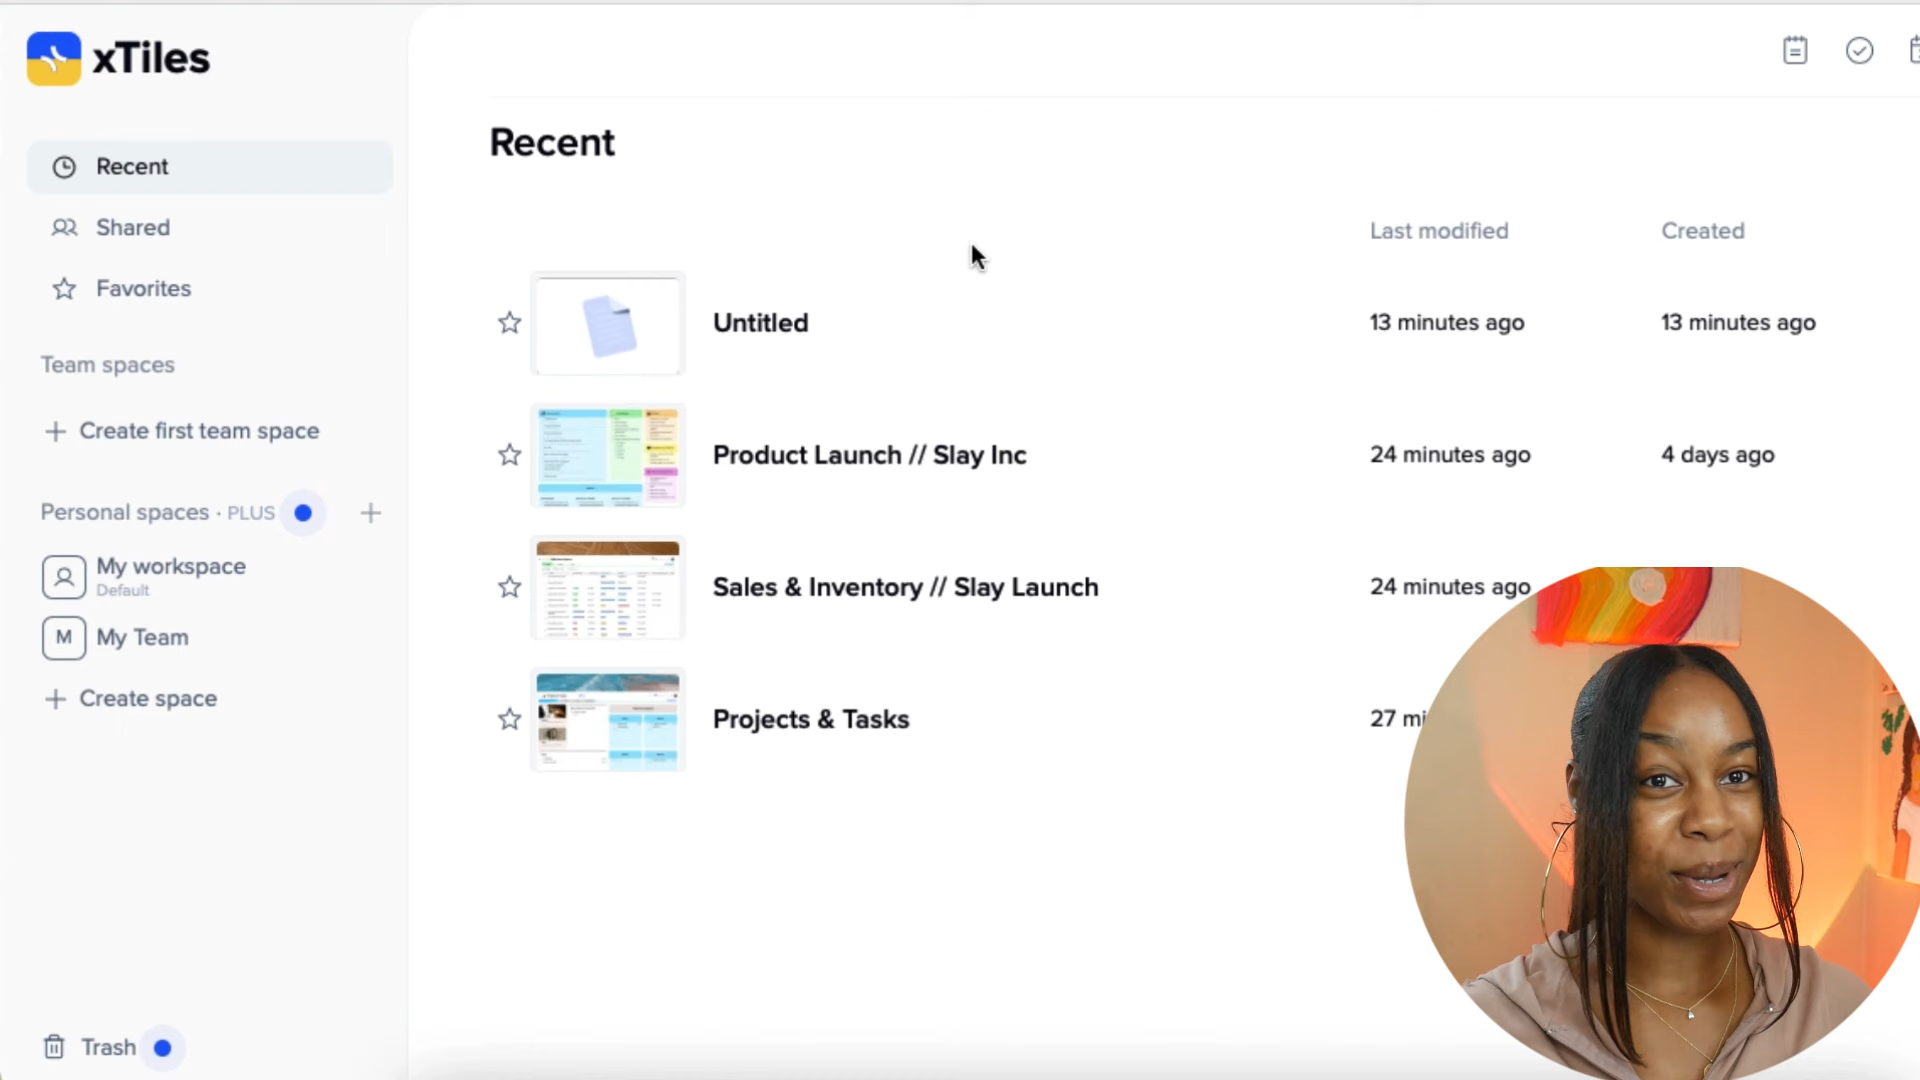 xTiles
Recent
Shared
Favorites
Team spaces
Create first team space
Personal spaces · PLUS
My workspace
Default
M My Team
Create space
Trash
Recent
Last modified Created
Untitled 13 minutes ago 13 minutes ago
Product Launch // Slay Inc 24 minutes ago 4 days ago
Sales & Inventory // Slay Launch 24 minutes ago
Projects & Tasks 27